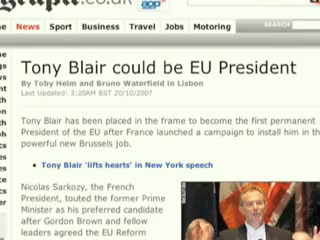 graph.co.uk
aop
News Sport Business Travel Jobs Motoring
SEARCH
Tony Blair could be EU President
By Toby Helm and Bruno Waterfield in Lisbon
Last Updated: 2:20AM BST 20/10/2007
Tony Blair has been placed in the frame to become the first permanent
President of the EU after France launched a campaign to install him in the
powerful new Brussels job.
Tony Blair 'lifts hearts' in New York speech
Nicolas Sarkozy, the French
President, touted the former Prime
Minister as his preferred candidate
after Gordon Brown and fellow
leaders agreed the EU Reform